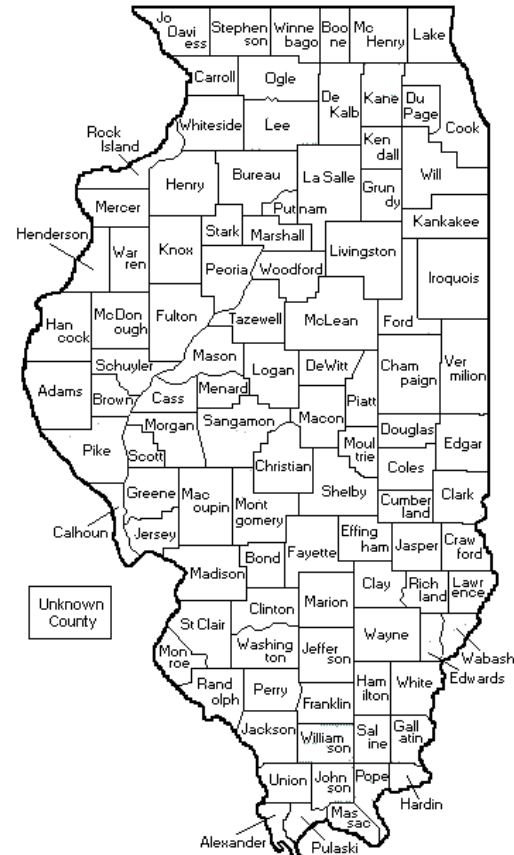 Jo
Davi
ess
Stephen
son
Winne
bago
Boo
ne
Mc
Henry
Lake
Carroll
Ogle
De
Kalb
Kane
Du
Page
Cook
Whiteside
Lee
Ken
dall
Rock
Island
Will
Henry
Bureau
La Salle
Grun
dy
Mercer
Putnam
Kankakee
Henderson
War
ren
Knox
Stark
Marshall
Livingston
Peoria
Woodford
Iroquois
Han
cock
McDon
ough
Fulton
Tazewell
McLean
Ford
Schuyler
Mason
Logan
DeWitt
Cham
paign
Ver
milion
Adams
Brown
Cass
Menard
Piatt
Morgan
Sangamon
Macon
Douglas
Pike
Scott
Moul
trie
Edgar
Christian
Coles
Greene
Mac
oupin
Mont
gomery
Shelby
Cumber
land
Clark
Calhoun
Jersey
Effing
ham
Fayette
Jasper
Craw
ford
Madison
Bond
Clay
Rich
land
Lawr
ence
Unknown
County
Clinton
Marion
St Clair
Wayne
Washing
ton
Jeffer
son
Wabash
Edwards
Mon
roe
Rand
olph
Perry
Ham
ilton
White
Franklin
Jackson
William
son
Sal
ine
Gall
atin
Union
John
son
Pope
Hardin
Mas
sac
Alexander
Pulaski